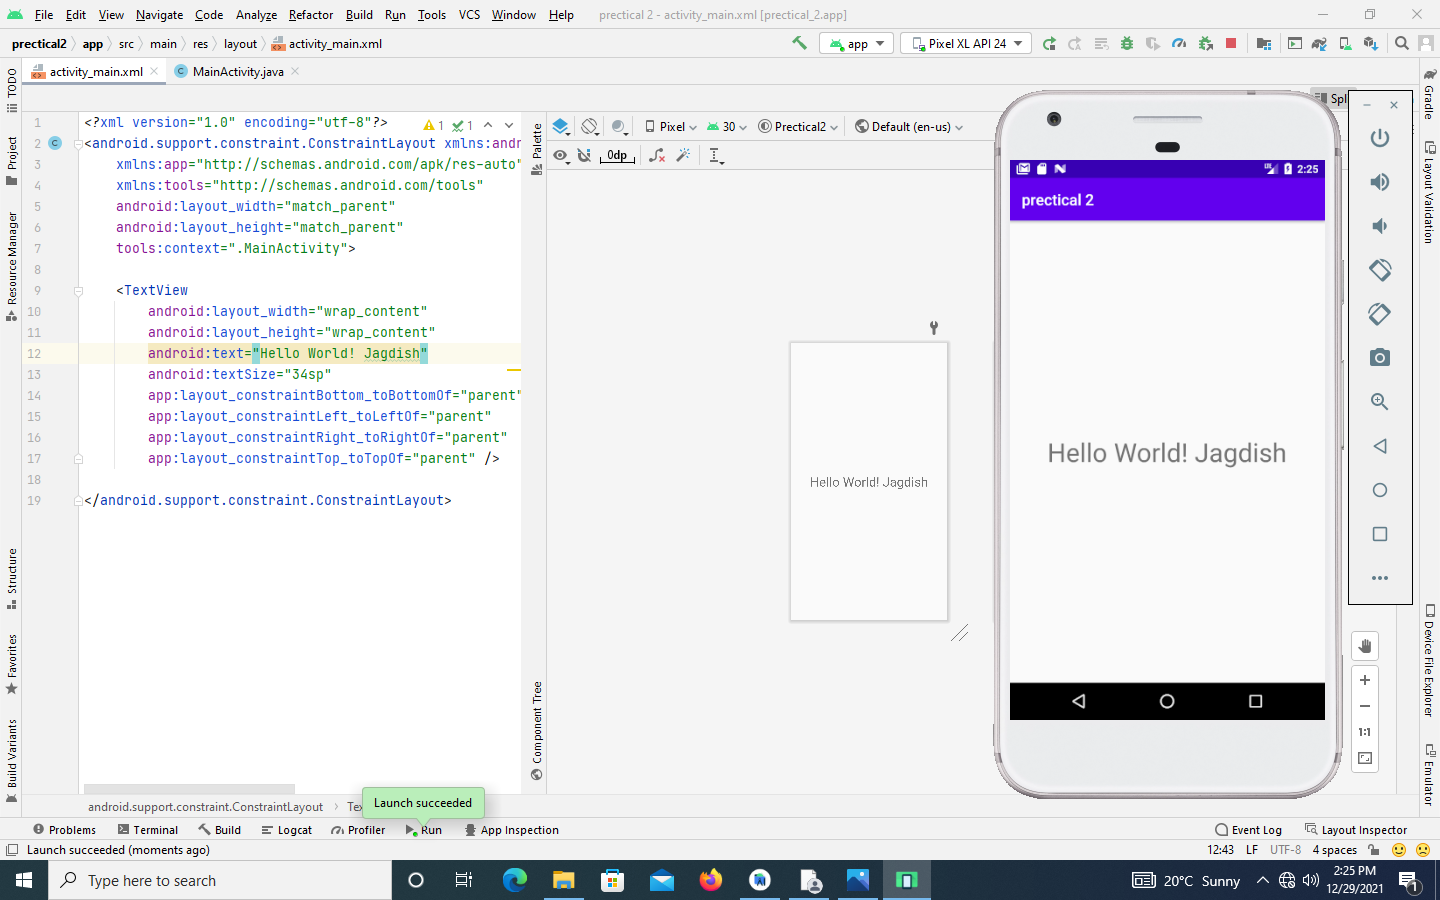 File Edit View Navigate Code Analyze Refactor Build Run Tools VCS Window Help prectical 2 - activity_main.xml [prectical_2.app]
prectical2 app src main res layout activity_main.xml app Pixel XL API 24
activity_main.xml MainActivity.java
Spl
1 <?xml version="1.0" encoding="utf-8"?>
2 <android.support.constraint.ConstraintLayout xmlns:andr
3 xmlns:app="http://schemas.android.com/apk/res-auto"
4 xmlns:tools="http://schemas.android.com/tools"
5 android:layout_width="match_parent"
6 android:layout_height="match_parent"
7 tools:context=".MainActivity">
8
9 <TextView
10 android:layout_width="wrap_content"
11 android:layout_height="wrap_content"
12 android:text="Hello World! Jagdish"
13 android:textSize="34sp"
14 app:layout_constraintBottom_toBottomOf="parent"
15 app:layout_constraintLeft_toLeftOf="parent"
16 app:layout_constraintRight_toRightOf="parent"
17 app:layout_constraintTop_toTopOf="parent" />
18
19 </android.support.constraint.ConstraintLayout>
1 1
TODO
Project
Resource Manager
Structure
Favorites
Build Variants
Palette
Component Tree
Pixel 30 Prectical2 Default (en-us)
0dp
Hello World! Jagdish
2:25
prectical 2
Hello World! Jagdish
1:1
Gradle
Layout Validation
Device File Explorer
Emulator
android.support.constraint.ConstraintLayout Te
Launch succeeded
Problems Terminal Build Logcat Profiler Run App Inspection Event Log Layout Inspector
Launch succeeded (moments ago) 12:43 LF UTF-8 4 spaces
Type here to search 20°C Sunny 2:25 PM
12/29/2021
1